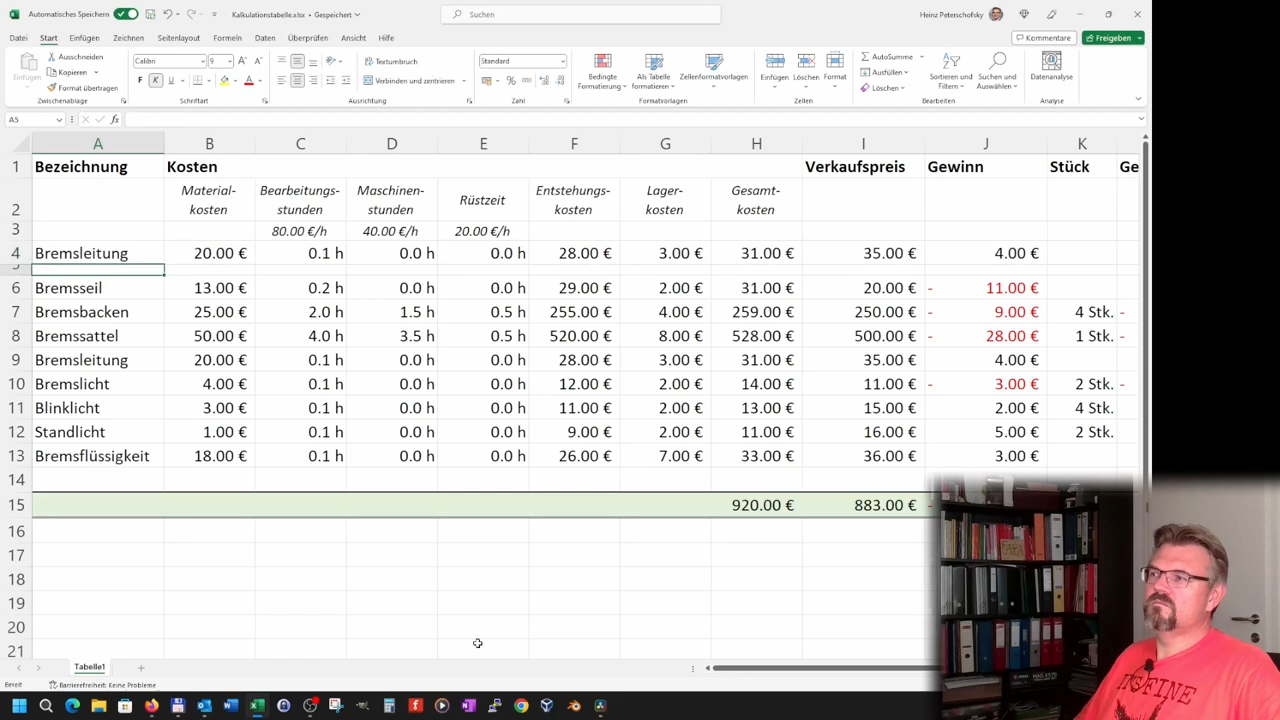 Automatisches Speichern
Kalkulationstabelle.xlsx • Gespeichert
Suchen
Heinz Peterschofsky
Datei Start Einfügen Zeichnen Seitenlayout Formeln Daten Überprüfen Ansicht Hilfe
Kommentare Freigeben
Einfügen Ausschneiden Kopieren Format übertragen
Calibri 9
F K U
Textumbruch
Verbinden und zentrieren
Standard
Bedingte Formatierung Als Tabelle formatieren Zellenformatvorlagen
Einfügen Löschen Format
AutoSumme Ausfüllen Löschen
Sortieren und Filtern Suchen und Auswählen
Datenanalyse
Zwischenablage Schriftart Ausrichtung Zahl Formatvorlagen Zellen Bearbeiten Analyse
A5 fx
A B C D E F G H I J K
1 Bezeichnung Kosten Verkaufspreis Gewinn Stück Ge
Material- Bearbeitungs- Maschinen- Rüstzeit Entstehungs- Lager- Gesamt-
2 kosten stunden stunden kosten kosten kosten
3 80.00 €/h 40.00 €/h 20.00 €/h
4 Bremsleitung 20.00 € 0.1 h 0.0 h 0.0 h 28.00 € 3.00 € 31.00 € 35.00 € 4.00 €
6 Bremsseil 13.00 € 0.2 h 0.0 h 0.0 h 29.00 € 2.00 € 31.00 € 20.00 € - 11.00 €
7 Bremsbacken 25.00 € 2.0 h 1.5 h 0.5 h 255.00 € 4.00 € 259.00 € 250.00 € - 9.00 € 4 Stk. -
8 Bremssattel 50.00 € 4.0 h 3.5 h 0.5 h 520.00 € 8.00 € 528.00 € 500.00 € - 28.00 € 1 Stk. -
9 Bremsleitung 20.00 € 0.1 h 0.0 h 0.0 h 28.00 € 3.00 € 31.00 € 35.00 € 4.00 €
10 Bremslicht 4.00 € 0.1 h 0.0 h 0.0 h 12.00 € 2.00 € 14.00 € 11.00 € - 3.00 € 2 Stk. -
11 Blinklicht 3.00 € 0.1 h 0.0 h 0.0 h 11.00 € 2.00 € 13.00 € 15.00 € 2.00 € 4 Stk.
12 Standlicht 1.00 € 0.1 h 0.0 h 0.0 h 9.00 € 2.00 € 11.00 € 16.00 € 5.00 € 2 Stk.
13 Bremsflüssigkeit 18.00 € 0.1 h 0.0 h 0.0 h 26.00 € 7.00 € 33.00 € 36.00 € 3.00 €
14
15 920.00 € 883.00 € -
16
17
18
19
20
21
Tabelle1
Bereit Barrierefreiheit: Keine Probleme